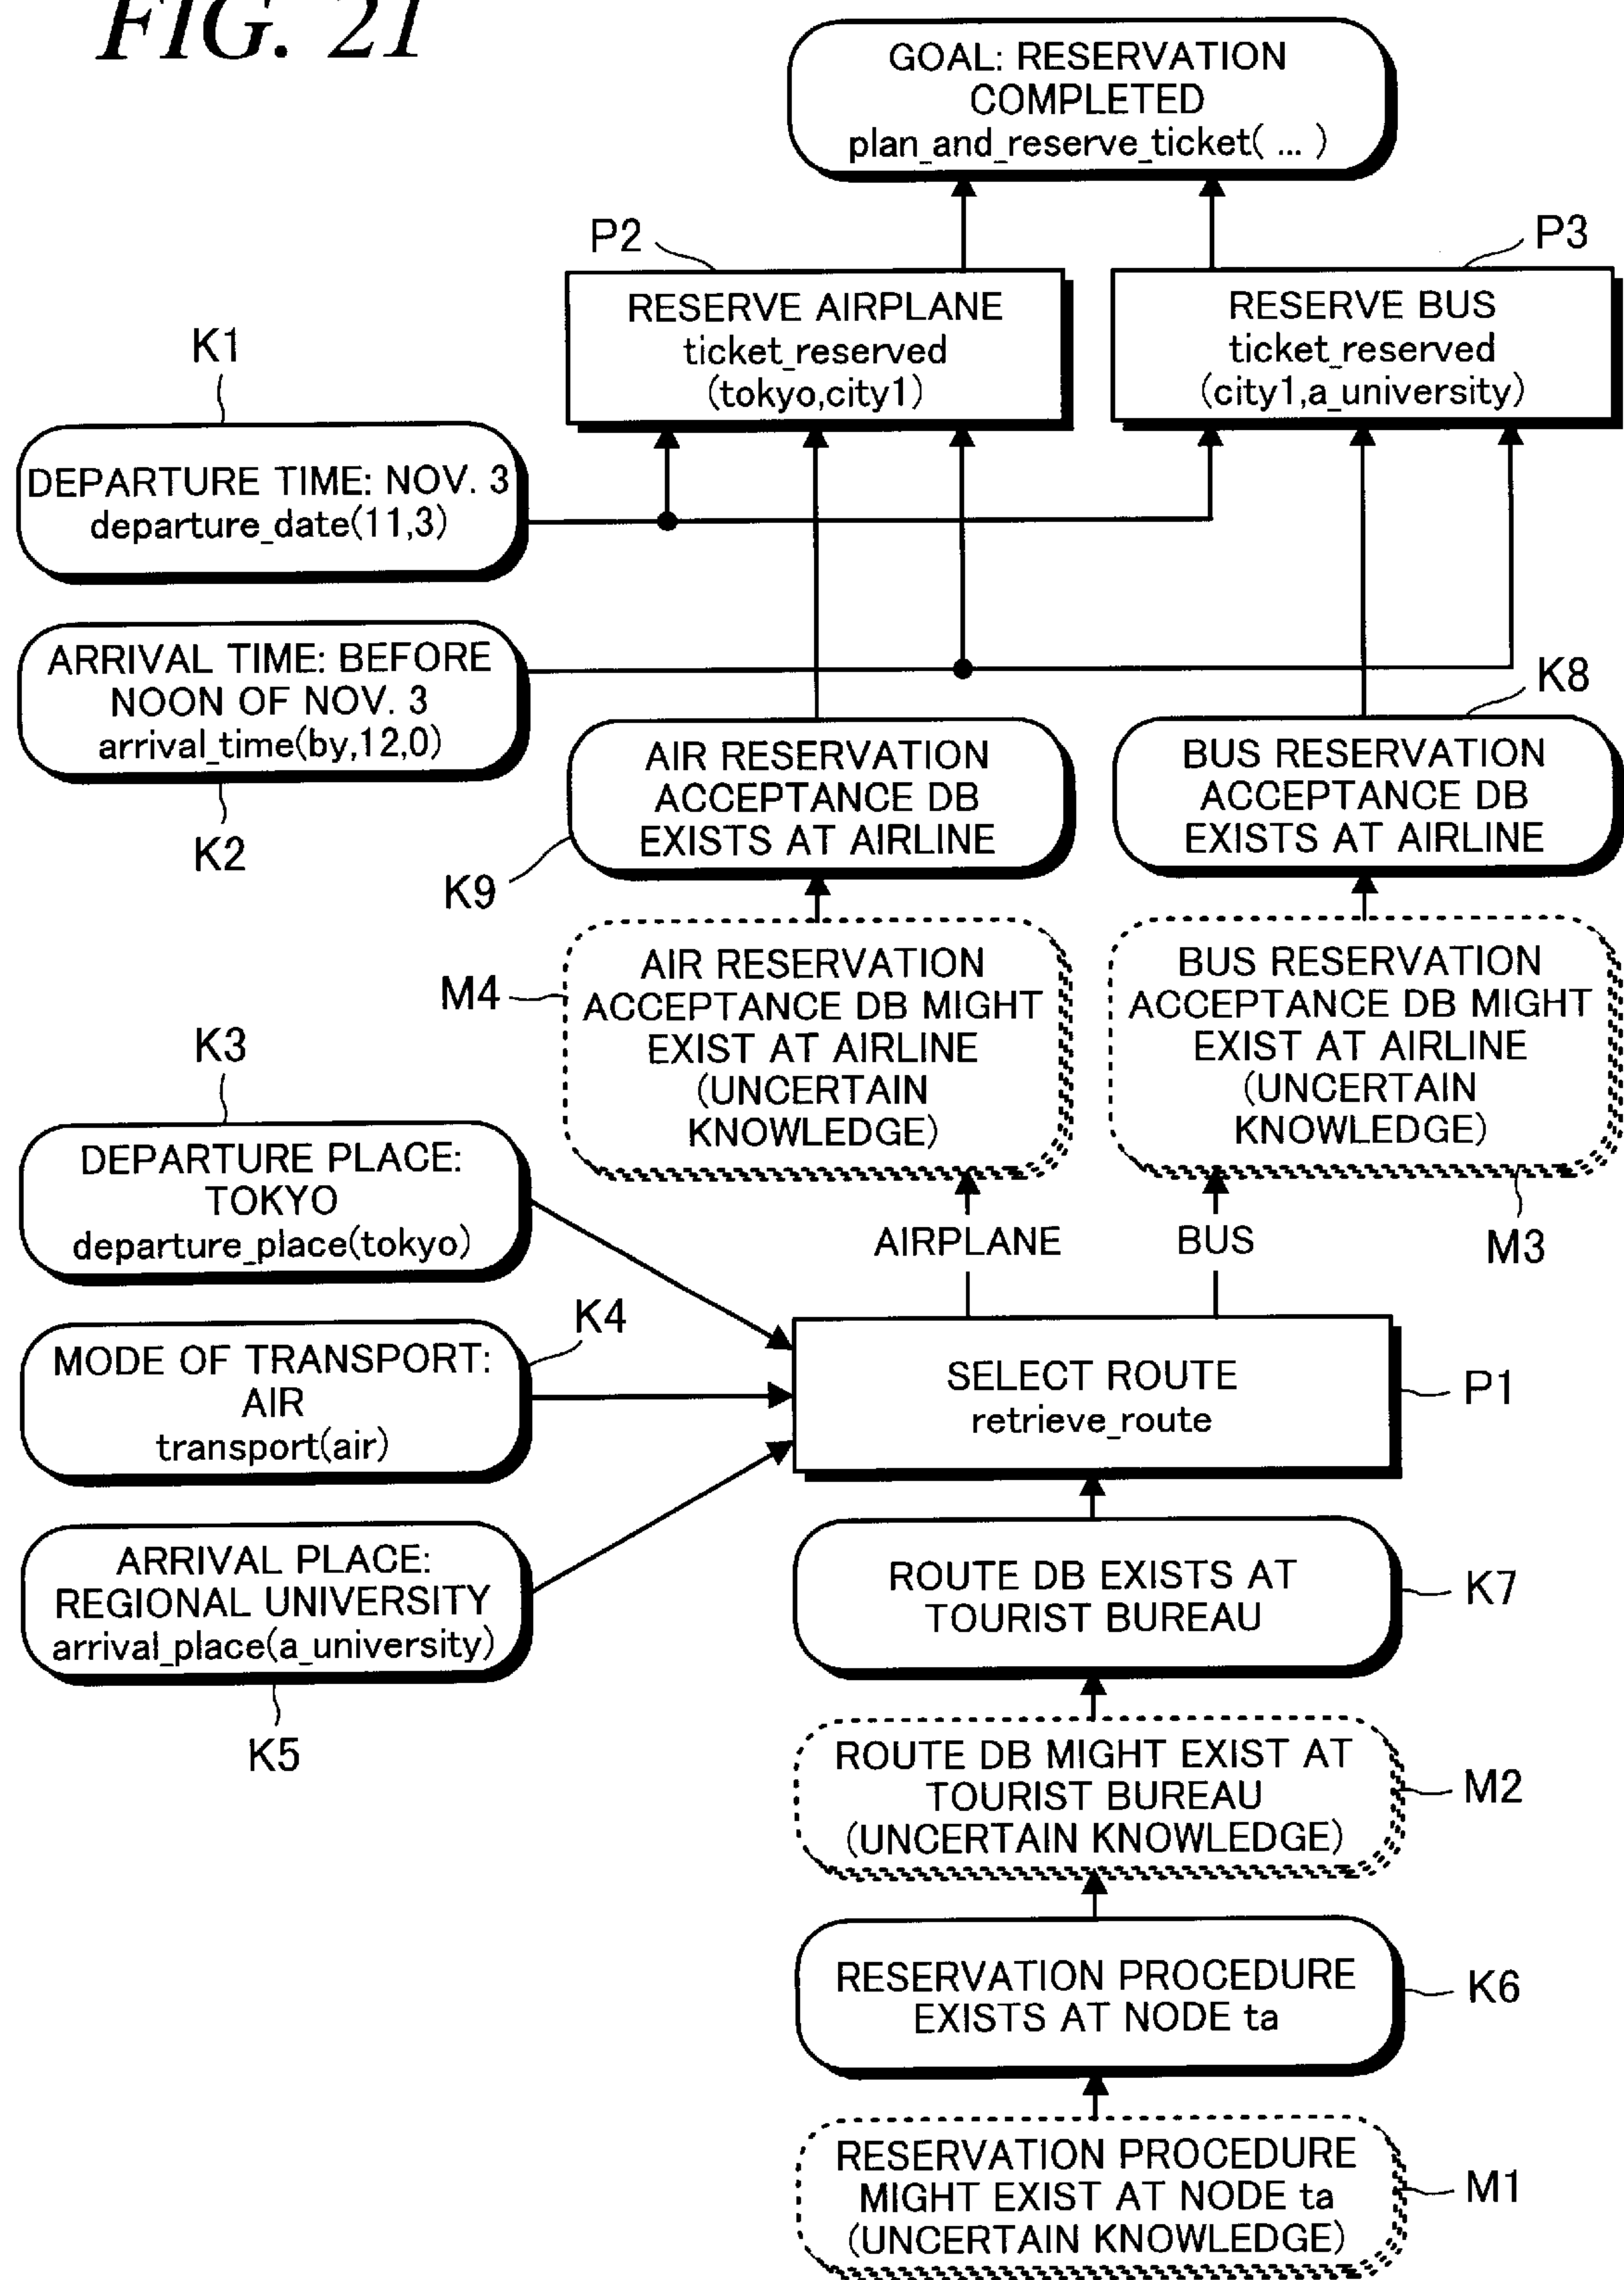 FIG. 21
GOAL: RESERVATION
COMPLETED
plan_and_reserve_ticket( ... )
P2
P3
RESERVE AIRPLANE
ticket_reserved
(tokyo,city1)
RESERVE BUS
ticket_reserved
(city1,a_university)
K1
DEPARTURE TIME: NOV. 3
departure_date(11,3)
ARRIVAL TIME: BEFORE
NOON OF NOV. 3
arrival_time(by,12,0)
K2
K8
AIR RESERVATION
ACCEPTANCE DB
EXISTS AT AIRLINE
K9
BUS RESERVATION
ACCEPTANCE DB
EXISTS AT AIRLINE
M4
AIR RESERVATION
ACCEPTANCE DB MIGHT
EXIST AT AIRLINE
(UNCERTAIN
KNOWLEDGE)
BUS RESERVATION
ACCEPTANCE DB MIGHT
EXIST AT AIRLINE
(UNCERTAIN
KNOWLEDGE)
M3
K3
DEPARTURE PLACE:
TOKYO
departure_place(tokyo)
AIRPLANE
BUS
K4
MODE OF TRANSPORT:
AIR
transport(air)
SELECT ROUTE
retrieve_route
P1
ARRIVAL PLACE:
REGIONAL UNIVERSITY
arrival_place(a_university)
K5
ROUTE DB EXISTS AT
TOURIST BUREAU
K7
ROUTE DB MIGHT EXIST AT
TOURIST BUREAU
(UNCERTAIN KNOWLEDGE)
M2
RESERVATION PROCEDURE
EXISTS AT NODE ta
K6
RESERVATION PROCEDURE
MIGHT EXIST AT NODE ta
(UNCERTAIN KNOWLEDGE)
M1